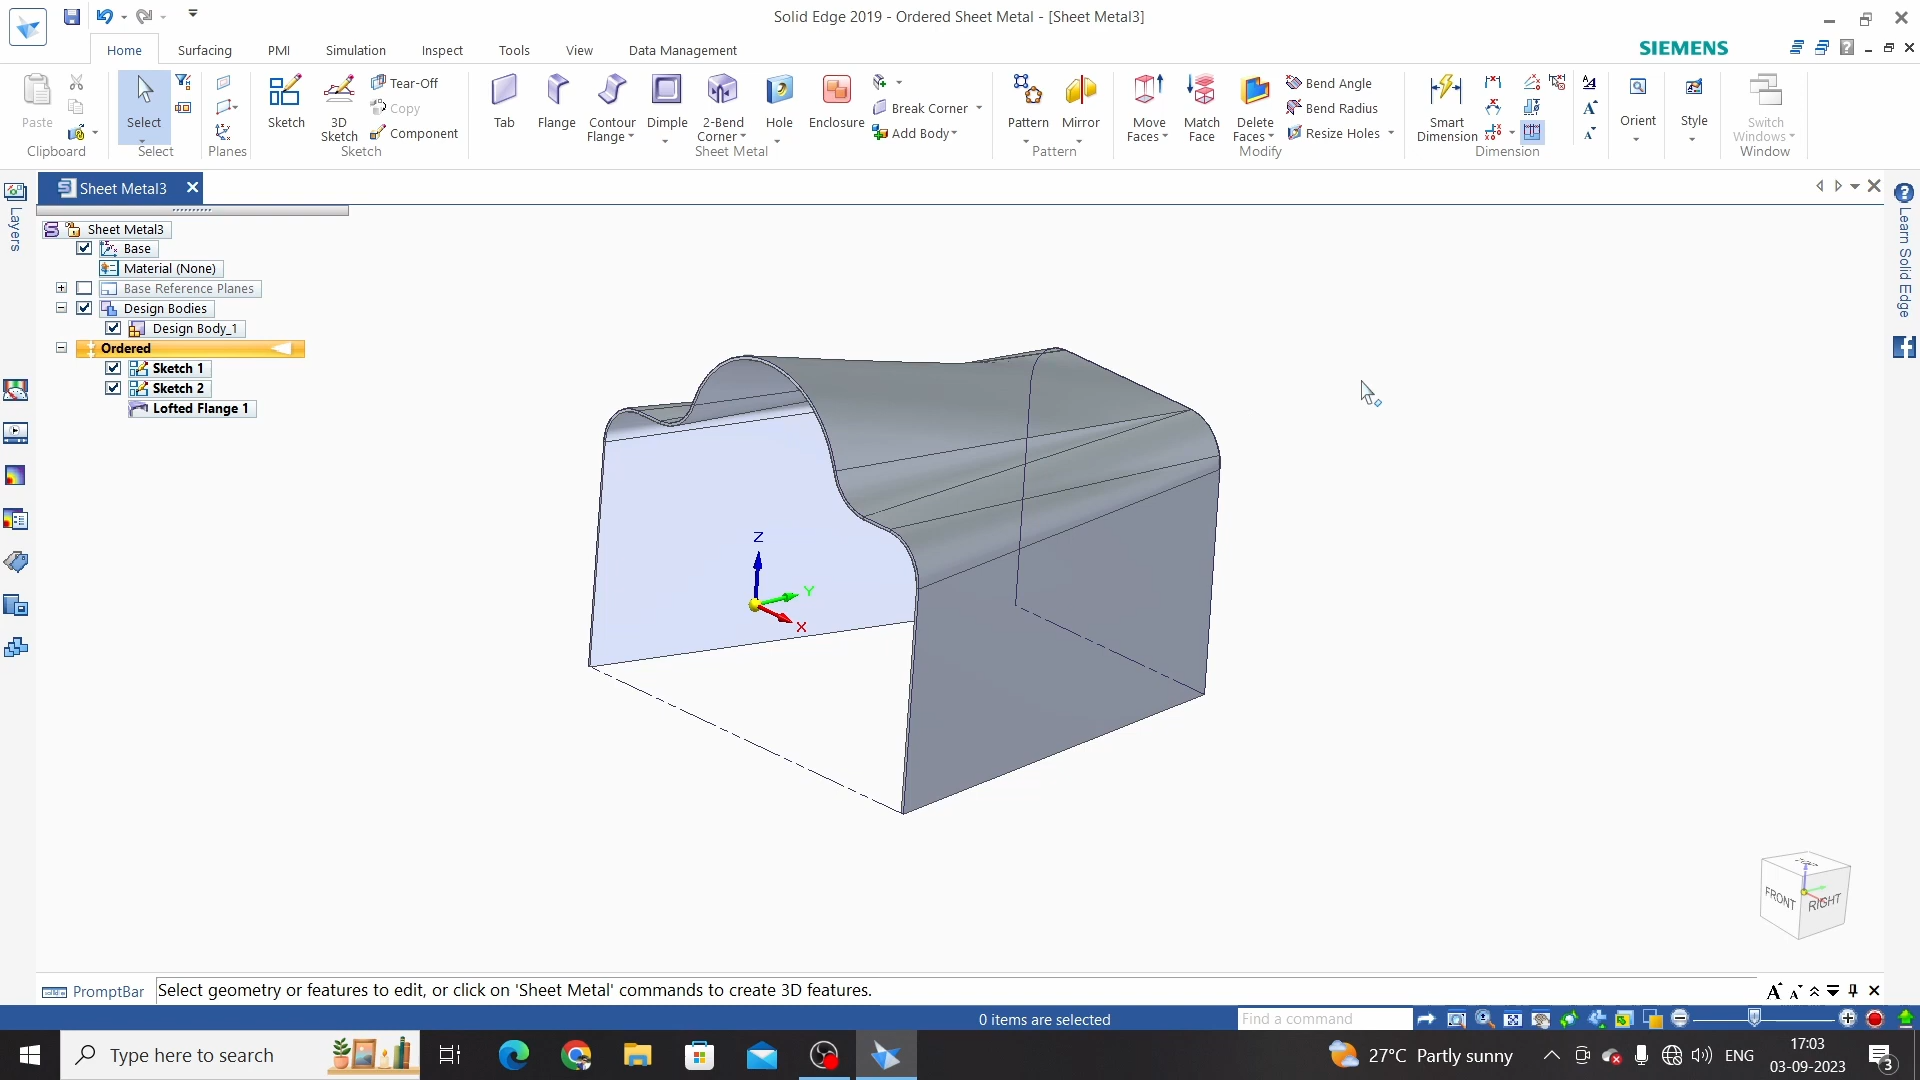 Solid Edge 2019 - Ordered Sheet Metal - [Sheet Metal3]
Home Surfacing PMI Simulation Inspect Tools View Data Management
SIEMENS
Paste
Clipboard
Select
Select
Planes
Sketch
3D Sketch
Tear-Off
Copy
Component
Sketch
Tab
Flange
Contour Flange
Dimple
2-Bend Corner
Hole
Enclosure
Break Corner
Add Body
Sheet Metal
Pattern
Mirror
Pattern
Move Faces
Match Face
Delete Faces
Bend Angle
Bend Radius
Resize Holes
Modify
Smart Dimension
Dimension
Orient
Style
Switch Windows
Window
Sheet Metal3
Layers
Learn Solid Edge
Sheet Metal3
Base
Material (None)
Base Reference Planes
Design Bodies
Design Body_1
Ordered
Sketch 1
Sketch 2
Lofted Flange 1
Z
Y
X
TOP
FRONT
RIGHT
PromptBar
Select geometry or features to edit, or click on 'Sheet Metal' commands to create 3D features.
0 items are selected
Find a command
Type here to search
27°C Partly sunny
ENG
17:03
03-09-2023
3